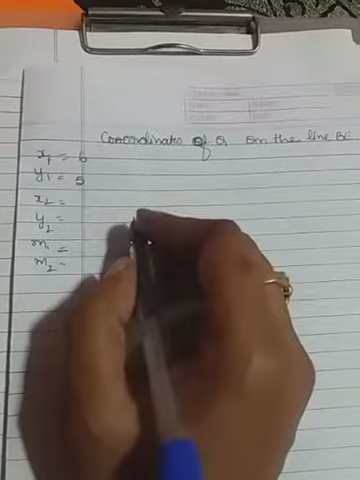 Coordinates of Q on the line BC
x1 = 6
y1 = 5
x2 =
y2 =
m1 =
m2 =